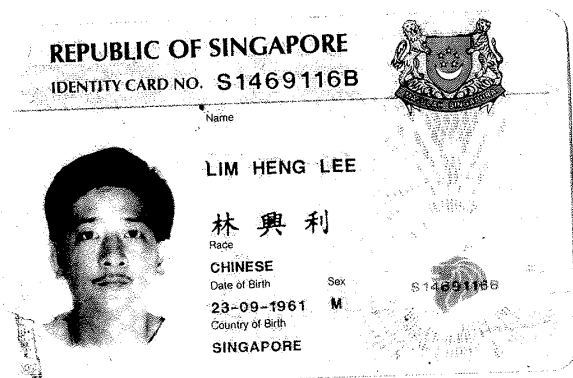 REPUBLIC OF SINGAPORE
IDENTITY CARD NO. S1469116B
Name
LIM HENG LEE
林興利
Race
CHINESE
Date of Birth Sex
23-09-1961 M
Country of Birth
SINGAPORE
S1469116B